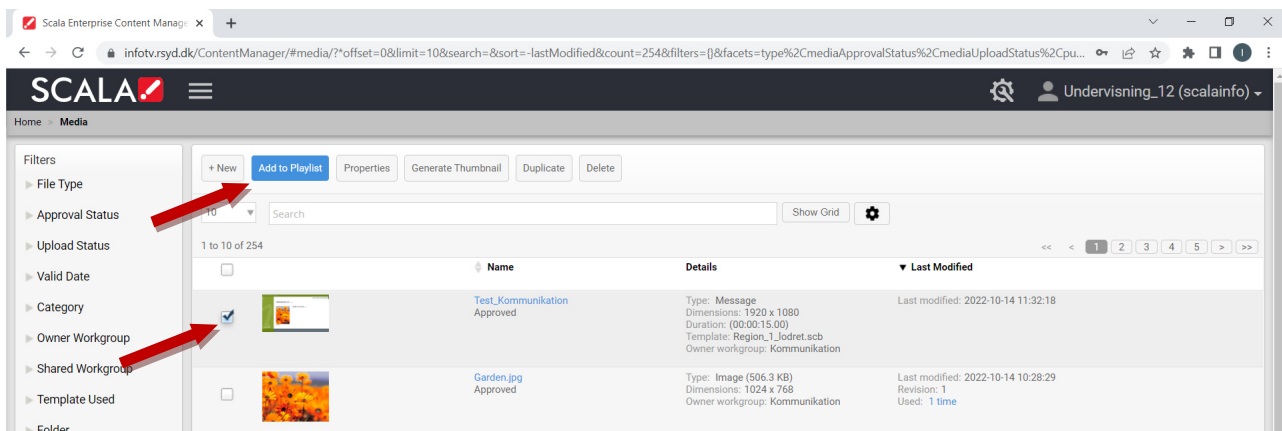 Scala Enterprise Content Manage
infotv.rsyd.dk/ContentManager/#media/?*offset=0&limit=10&search=&sort=-lastModified&count=254&filters={}&facets=type%2CmediaApprovalStatus%2CmediaUploadStatus%2Cpu...
I
SCALA
Undervisning_12 (scalainfo)
Home > Media
Filters
File Type
Approval Status
Upload Status
Valid Date
Category
Owner Workgroup
Shared Workgroup
Template Used
Folder
+ New Add to Playlist Properties Generate Thumbnail Duplicate Delete
10 Search Show Grid
1 to 10 of 254 << < 1 2 3 4 5 > >>
Name Details Last Modified
Test_Kommunikation
Approved
Type: Message
Dimensions: 1920 x 1080
Duration: (00:00:15.00)
Template: Region_1_lodret.scb
Owner workgroup: Kommunikation
Last modified: 2022-10-14 11:32:18
Garden.jpg
Approved
Type: Image (506.3 KB)
Dimensions: 1024 x 768
Owner workgroup: Kommunikation
Last modified: 2022-10-14 10:28:29
Revision: 1
Used: 1 time